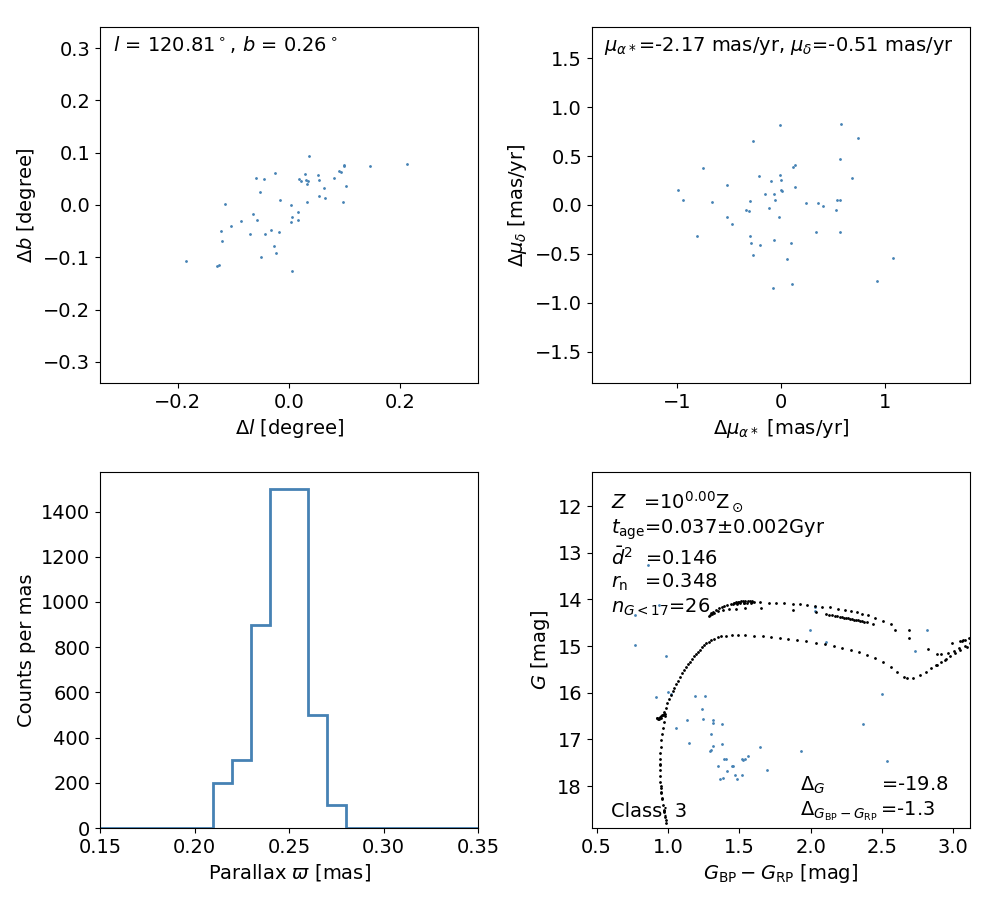 l = 120.81°, b = 0.26°
0.3
0.2
0.1
0.0
−0.1
−0.2
−0.3
Δb [degree]
−0.2 0.0 0.2
Δl [degree]
μα*=-2.17 mas/yr, μδ=-0.51 mas/yr
1.5
1.0
0.5
0.0
−0.5
−1.0
−1.5
Δμδ [mas/yr]
−1 0 1
Δμα* [mas/yr]
1400
1200
1000
800
600
400
200
0
Counts per mas
0.15 0.20 0.25 0.30 0.35
Parallax ϖ [mas]
Z =10^0.00 Z⊙
t_age=0.037±0.002Gyr
d̄² =0.146
r_n =0.348
n_G<17=26
12
13
14
15
16
17
18
G [mag]
Δ_G =-19.8
Δ_G_BP−G_RP =-1.3
Class: 3
0.5 1.0 1.5 2.0 2.5 3.0
G_BP − G_RP [mag]